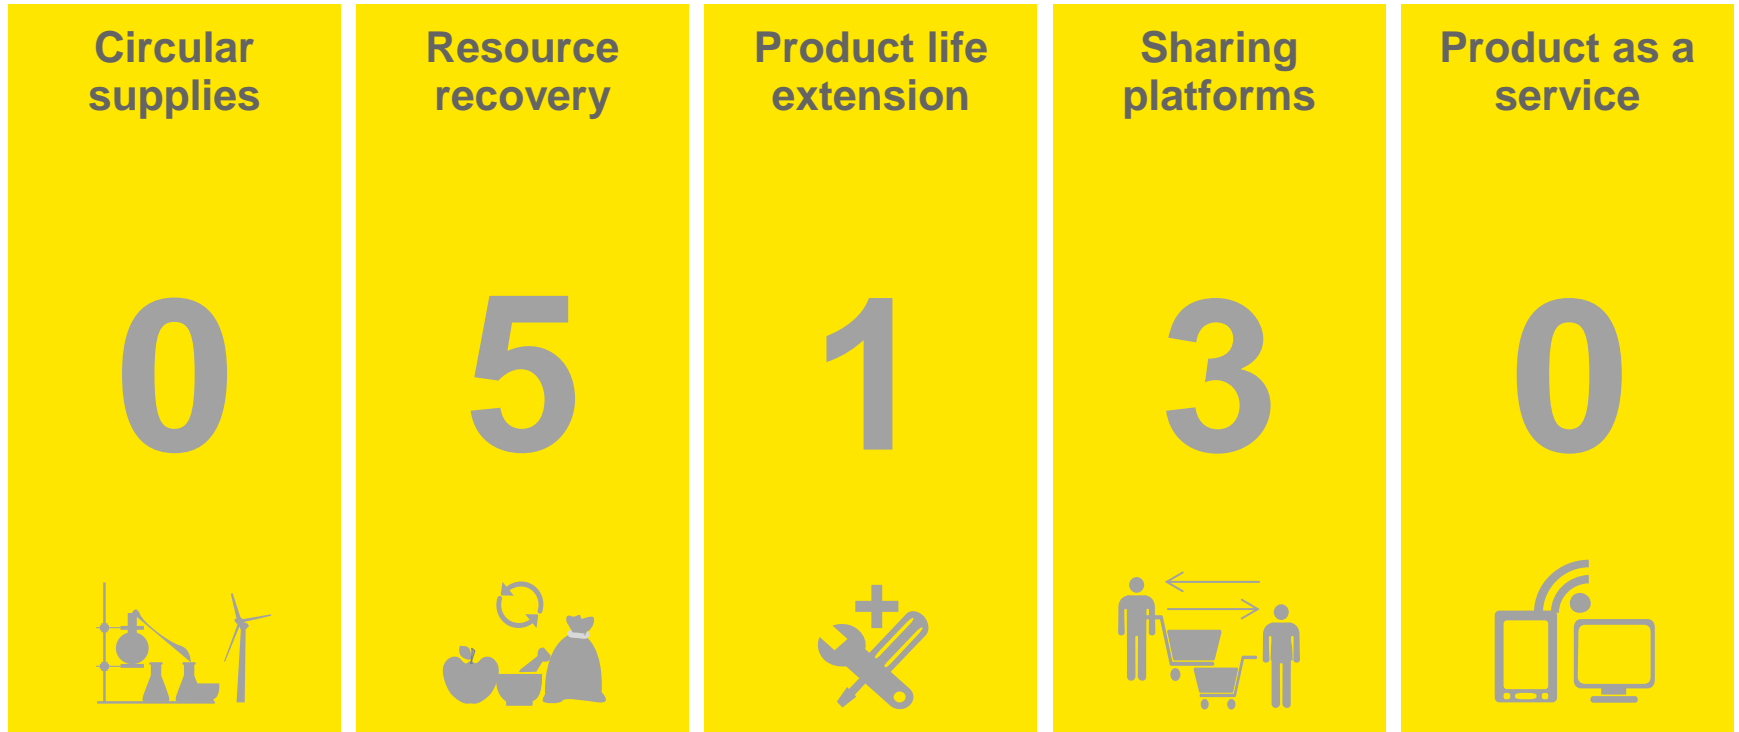 Circular
supplies
0
Resource
recovery
5
Product life
extension
1
Sharing
platforms
3
Product as a
service
0